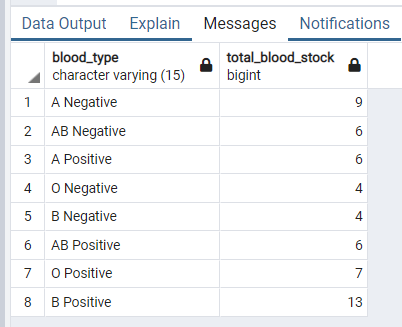 Data Output Explain Messages Notifications
blood_type total_blood_stock
character varying (15) bigint
1 A Negative 9
2 AB Negative 6
3 A Positive 6
4 O Negative 4
5 B Negative 4
6 AB Positive 6
7 O Positive 7
8 B Positive 13